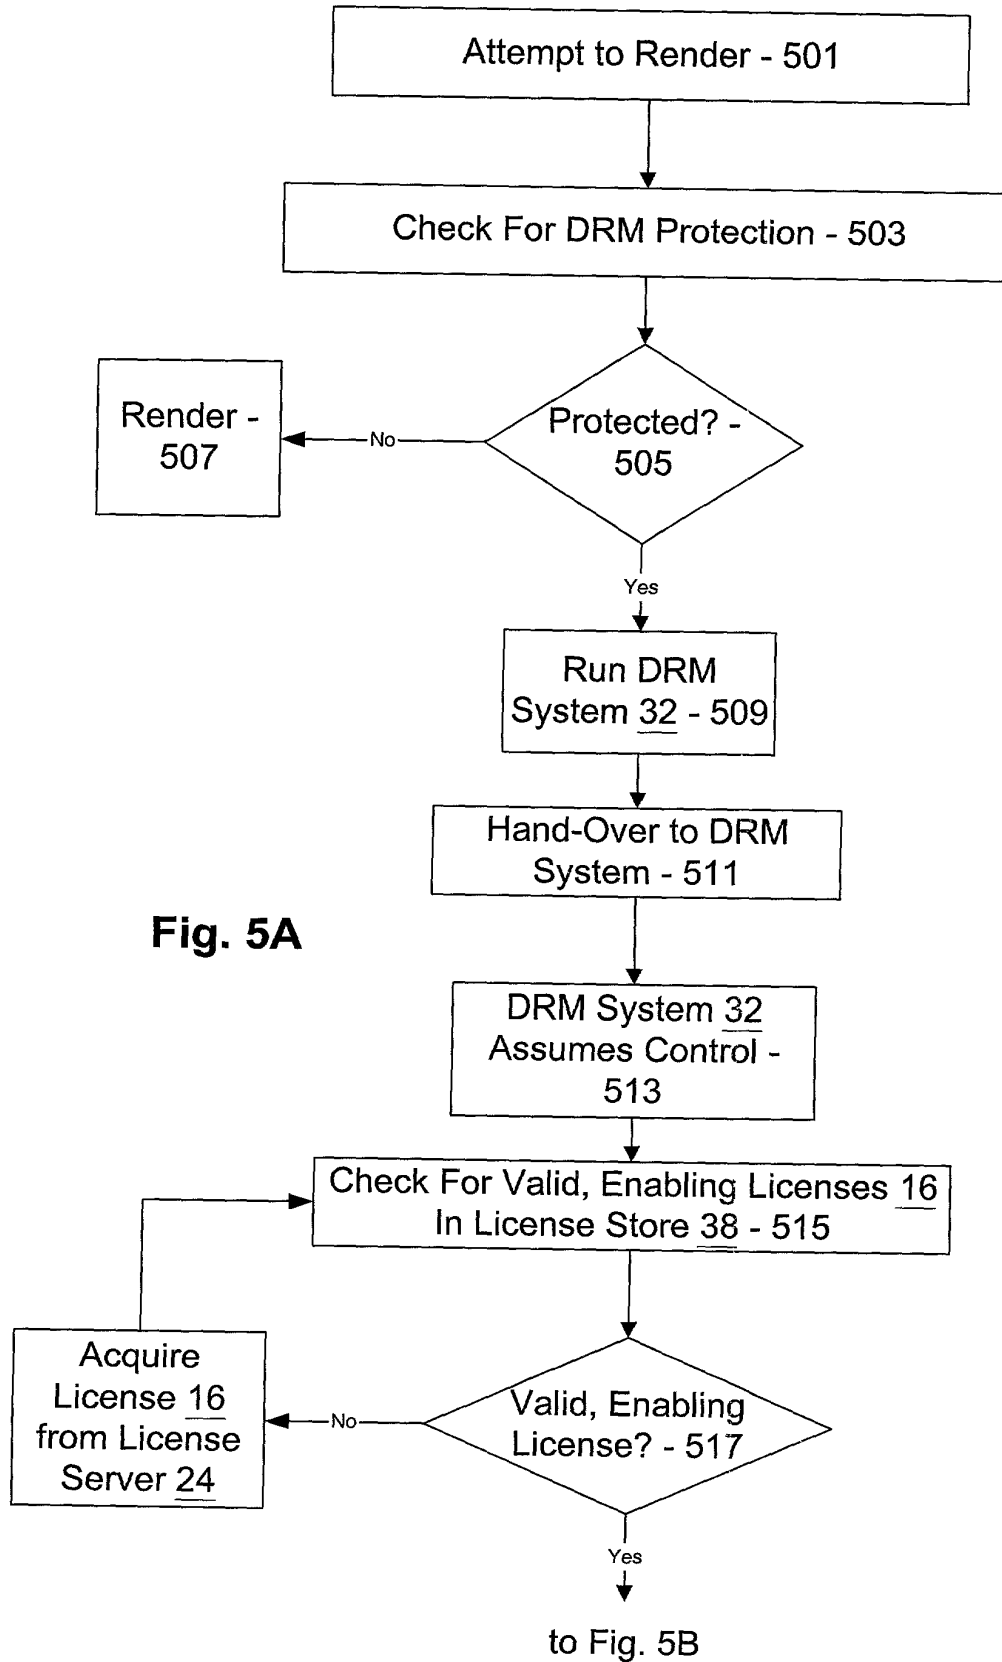 Attempt to Render - 501
Check For DRM Protection - 503
Render -
507
No
Protected? -
505
Yes
Run DRM
System 32 - 509
Hand-Over to DRM
System - 511
Fig. 5A
DRM System 32
Assumes Control -
513
Check For Valid, Enabling Licenses 16
In License Store 38 - 515
Acquire
License 16
from License
Server 24
No
Valid, Enabling
License? - 517
Yes
to Fig. 5B